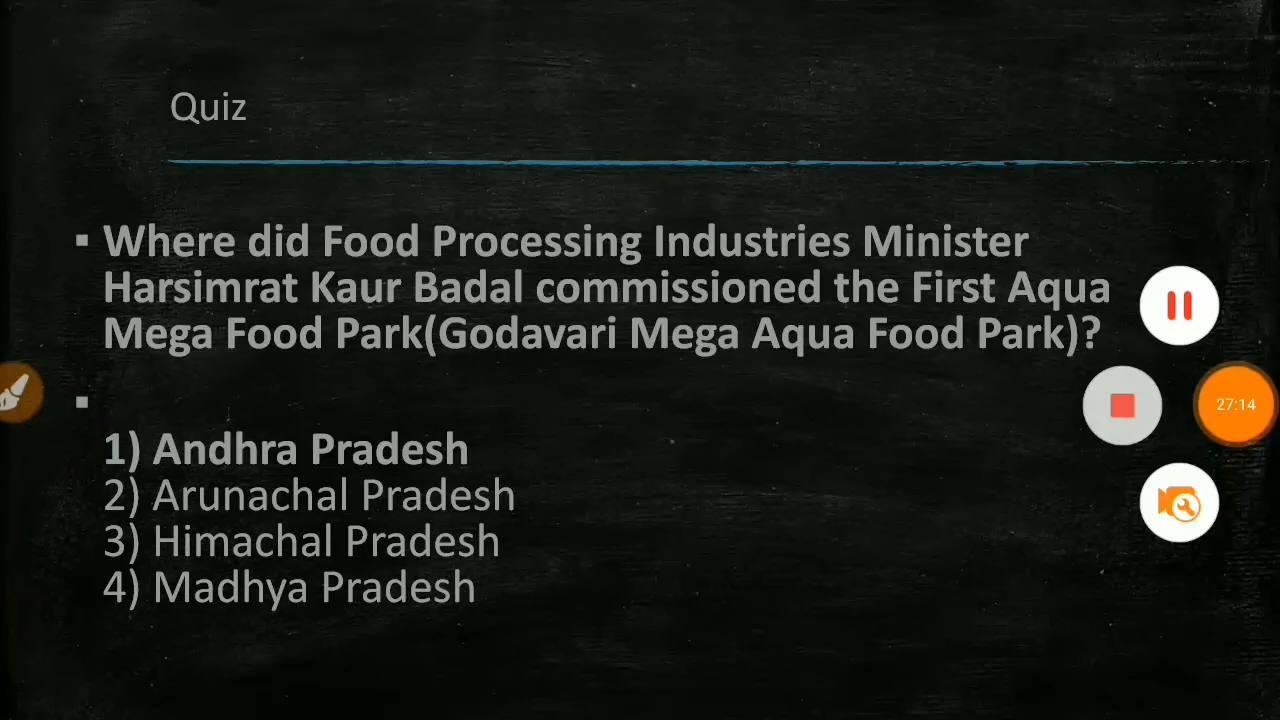 Quiz
▪ Where did Food Processing Industries Minister
Harsimrat Kaur Badal commissioned the First Aqua
Mega Food Park(Godavari Mega Aqua Food Park)?
▪
1) Andhra Pradesh
2) Arunachal Pradesh
3) Himachal Pradesh
4) Madhya Pradesh
27:14